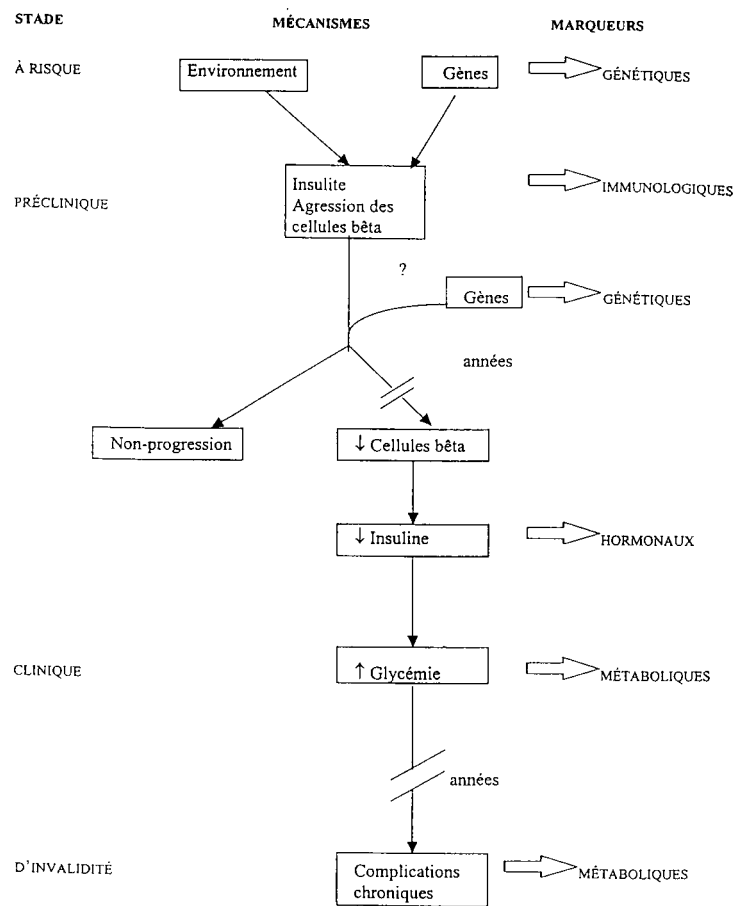 STADE MÉCANISMES MARQUEURS
À RISQUE Environnement Gènes GÉNÉTIQUES
Insulite
Agression des
cellules bêta
IMMUNOLOGIQUES
PRÉCLINIQUE
?
Gènes GÉNÉTIQUES
années
Non-progression ↓ Cellules bêta
↓ Insuline HORMONAUX
CLINIQUE ↑ Glycémie MÉTABOLIQUES
années
D'INVALIDITÉ Complications
chroniques
MÉTABOLIQUES